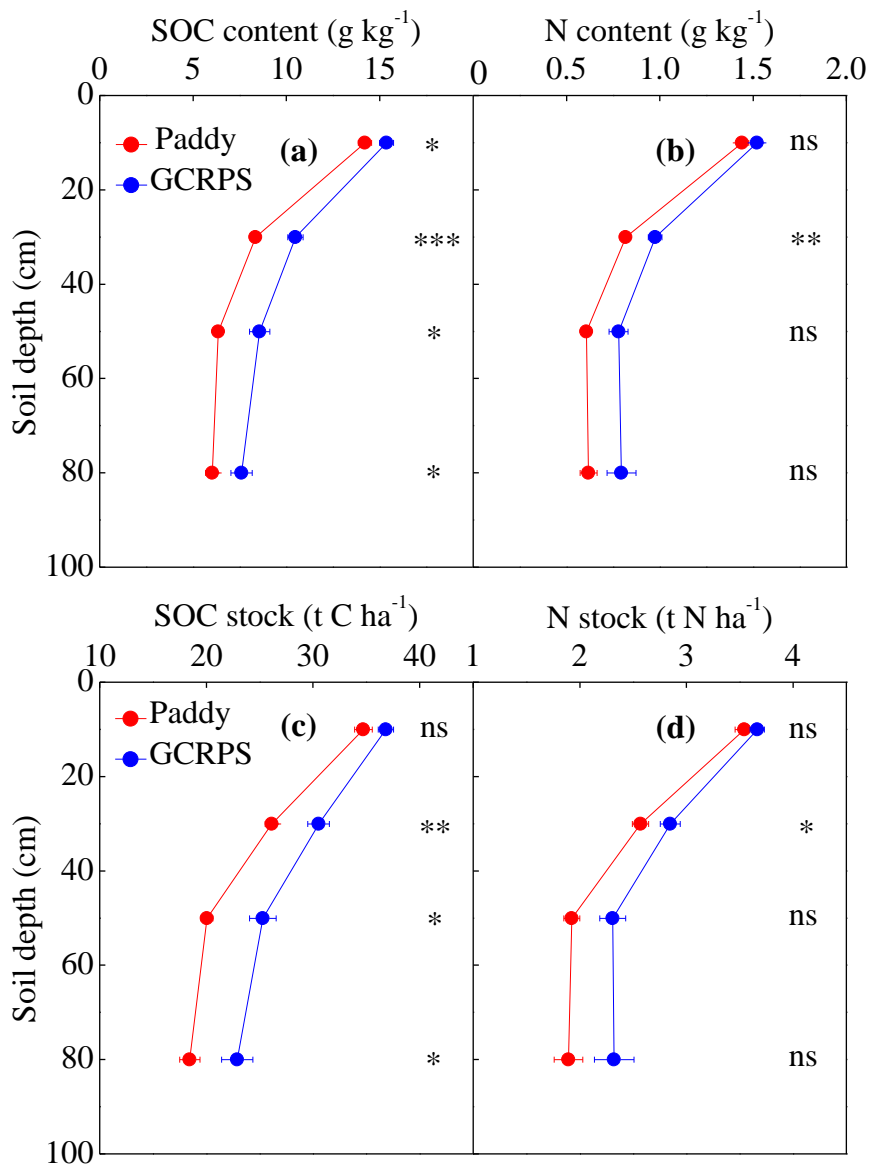 SOC content (g kg⁻¹) N content (g kg⁻¹)
0 5 10 15 0 0.5 1.0 1.5 2.0
0
Paddy (a) * (b) ns
GCRPS
20
*** **
40
* ns
60
80 * ns
100
Soil depth (cm)
SOC stock (t C ha⁻¹) N stock (t N ha⁻¹)
10 20 30 40 1 2 3 4
0
Paddy (c) ns (d) ns
GCRPS
20
** *
40
* ns
60
80 * ns
100
Soil depth (cm)